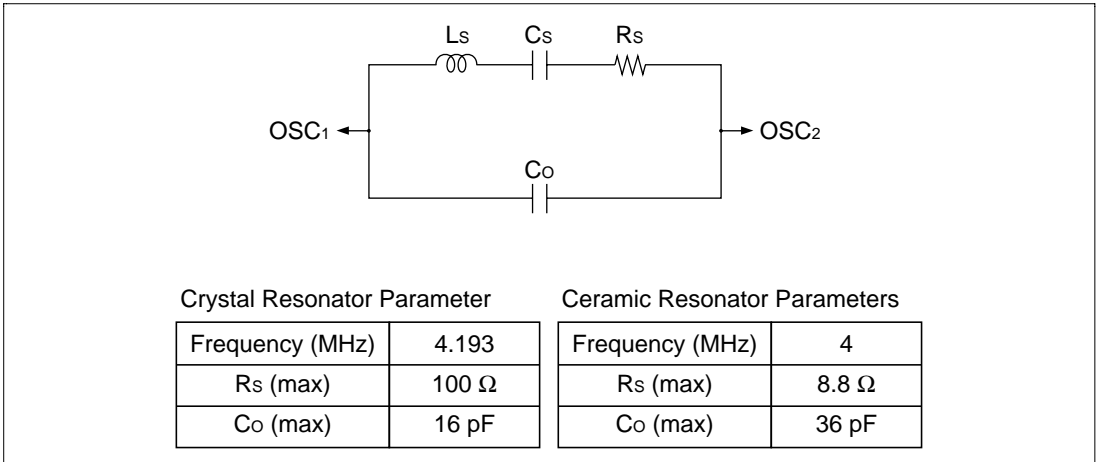 Ls Cs Rs
OSC1 OSC2
Co
Crystal Resonator Parameter
Frequency (MHz) 4.193
Rs (max) 100 Ω
Co (max) 16 pF
Ceramic Resonator Parameters
Frequency (MHz) 4
Rs (max) 8.8 Ω
Co (max) 36 pF